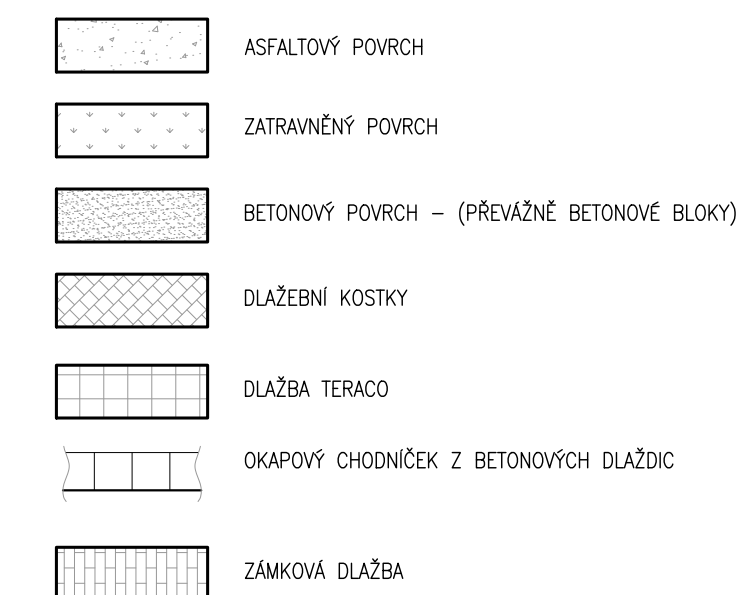 ASFALTOVÝ POVRCH
ZATRAVNĚNÝ POVRCH
BETONOVÝ POVRCH – (PŘEVÁŽNĚ BETONOVÉ BLOKY)
DLAŽEBNÍ KOSTKY
DLAŽBA TERACO
OKAPOVÝ CHODNÍČEK Z BETONOVÝCH DLAŽDIC
ZÁMKOVÁ DLAŽBA